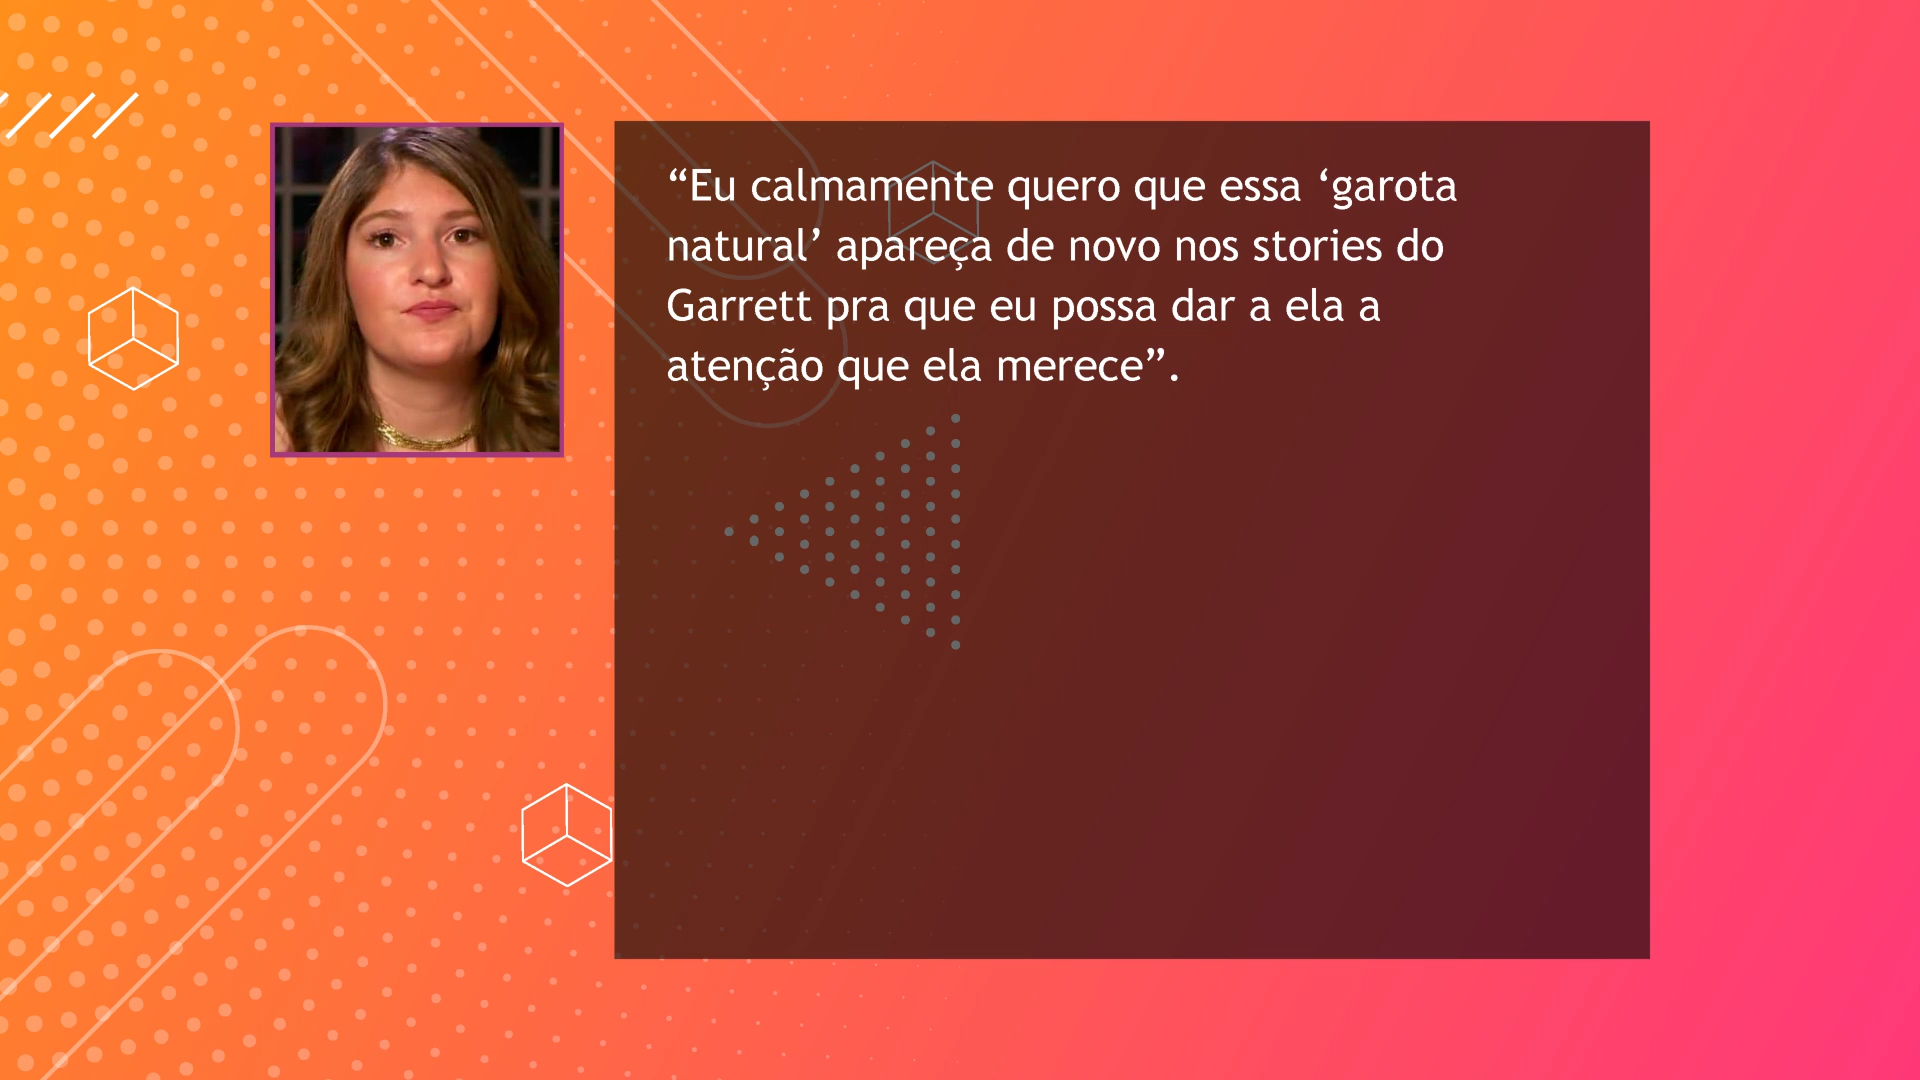 “Eu calmamente quero que essa ‘garota
natural’ apareça de novo nos stories do
Garrett pra que eu possa dar a ela a
atenção que ela merece”.